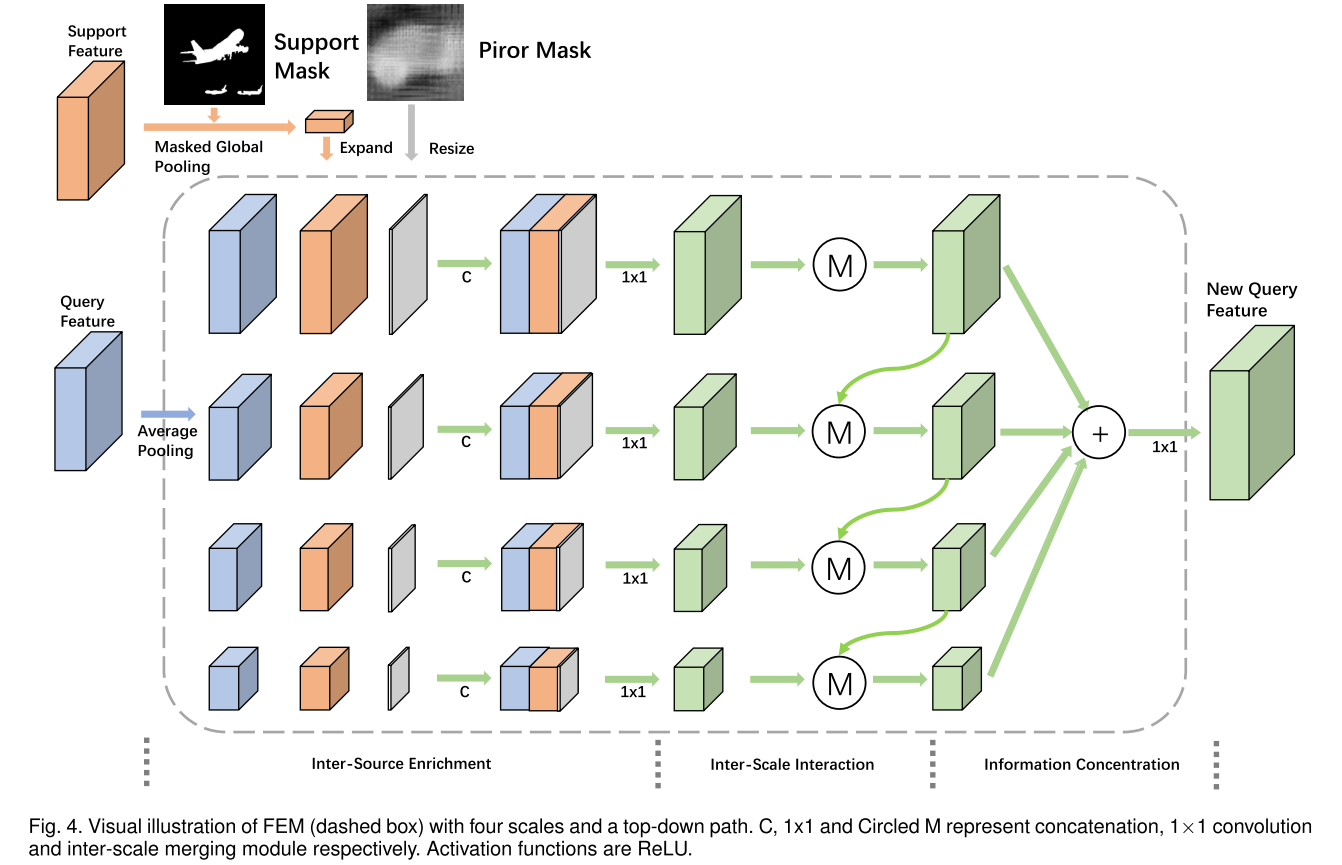 Support
Feature
Support
Mask
Piror Mask
Masked Global
Pooling
Expand
Resize
Query
Feature
Average
Pooling
C
1x1
M
C
1x1
M
C
1x1
M
C
1x1
M
+
1x1
New Query
Feature
Inter-Source Enrichment
Inter-Scale Interaction
Information Concentration
Fig. 4. Visual illustration of FEM (dashed box) with four scales and a top-down path. C, 1x1 and Circled M represent concatenation, 1×1 convolution
and inter-scale merging module respectively. Activation functions are ReLU.